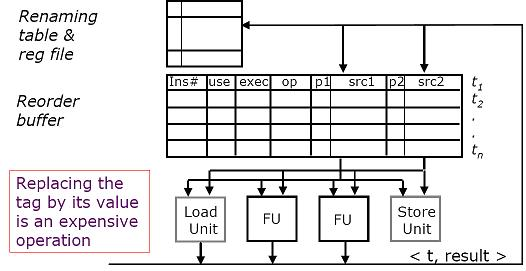 Renaming
table &
reg file
Ins# use exec op p1 src1 p2 src2
t1
t2
.
.
tn
Reorder
buffer
Replacing the
tag by its value
is an expensive
operation
Load
Unit
FU
FU
Store
Unit
< t, result >